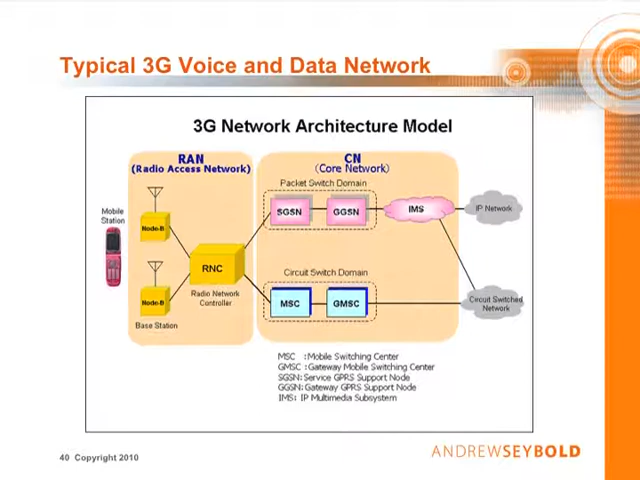 Typical 3G Voice and Data Network
3G Network Architecture Model
RAN
(Radio Access Network)
CN
(Core Network)
Packet Switch Domain
Mobile
Station
Node-B
SGSN
GGSN
IMS
IP Network
RNC
Radio Network
Controller
Circuit Switch Domain
Node-B
MSC
GMSC
Circuit Switched
Network
Base Station
MSC :Mobile Switching Center
GMSC :Gateway Mobile Switching Center
SGSN:Service GPRS Support Node
GGSN:Gateway GPRS Support Node
IMS: IP Multimedia Subsystem
40 Copyright 2010
ANDREWSEYBOLD